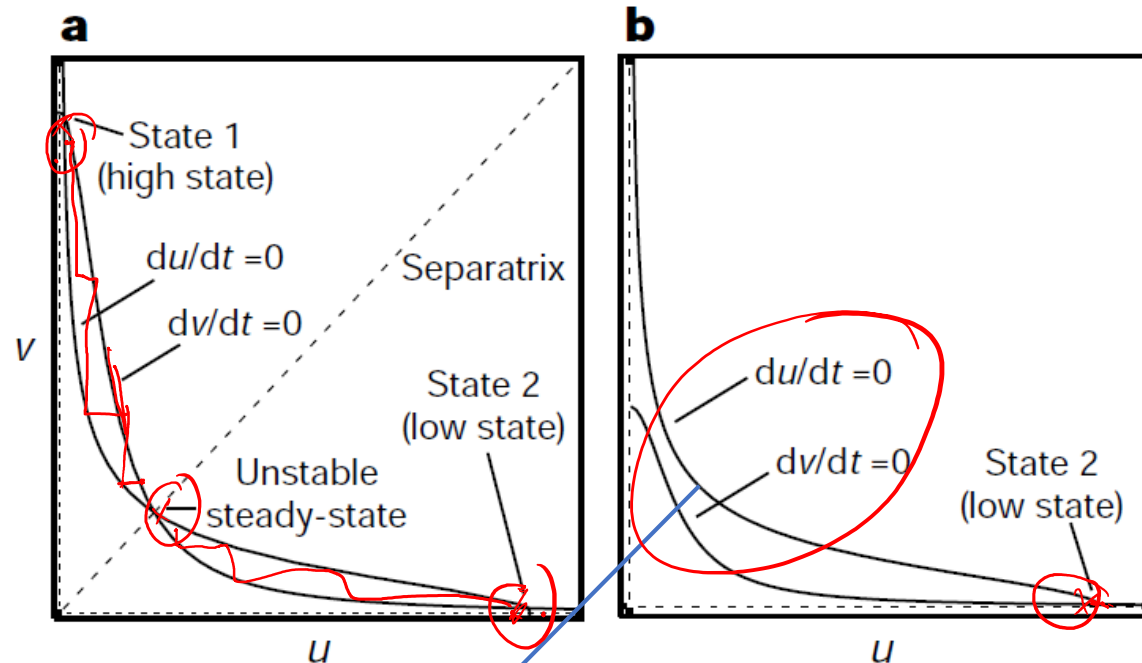 a
State 1
(high state)
du/dt =0
dv/dt =0
Separatrix
State 2
(low state)
Unstable
steady-state
v
u
b
du/dt =0
dv/dt =0
State 2
(low state)
u